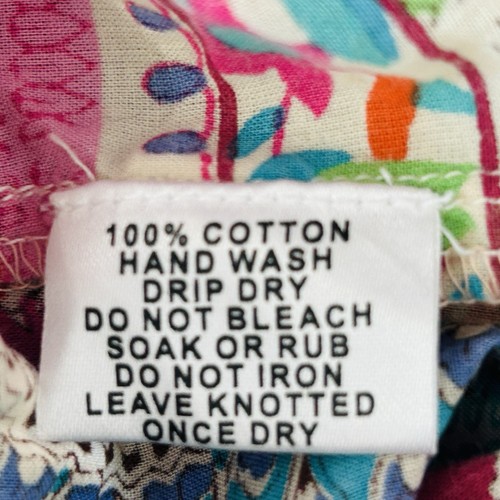 100% COTTON
HAND WASH
DRIP DRY
DO NOT BLEACH
SOAK OR RUB
DO NOT IRON
LEAVE KNOTTED
ONCE DRY